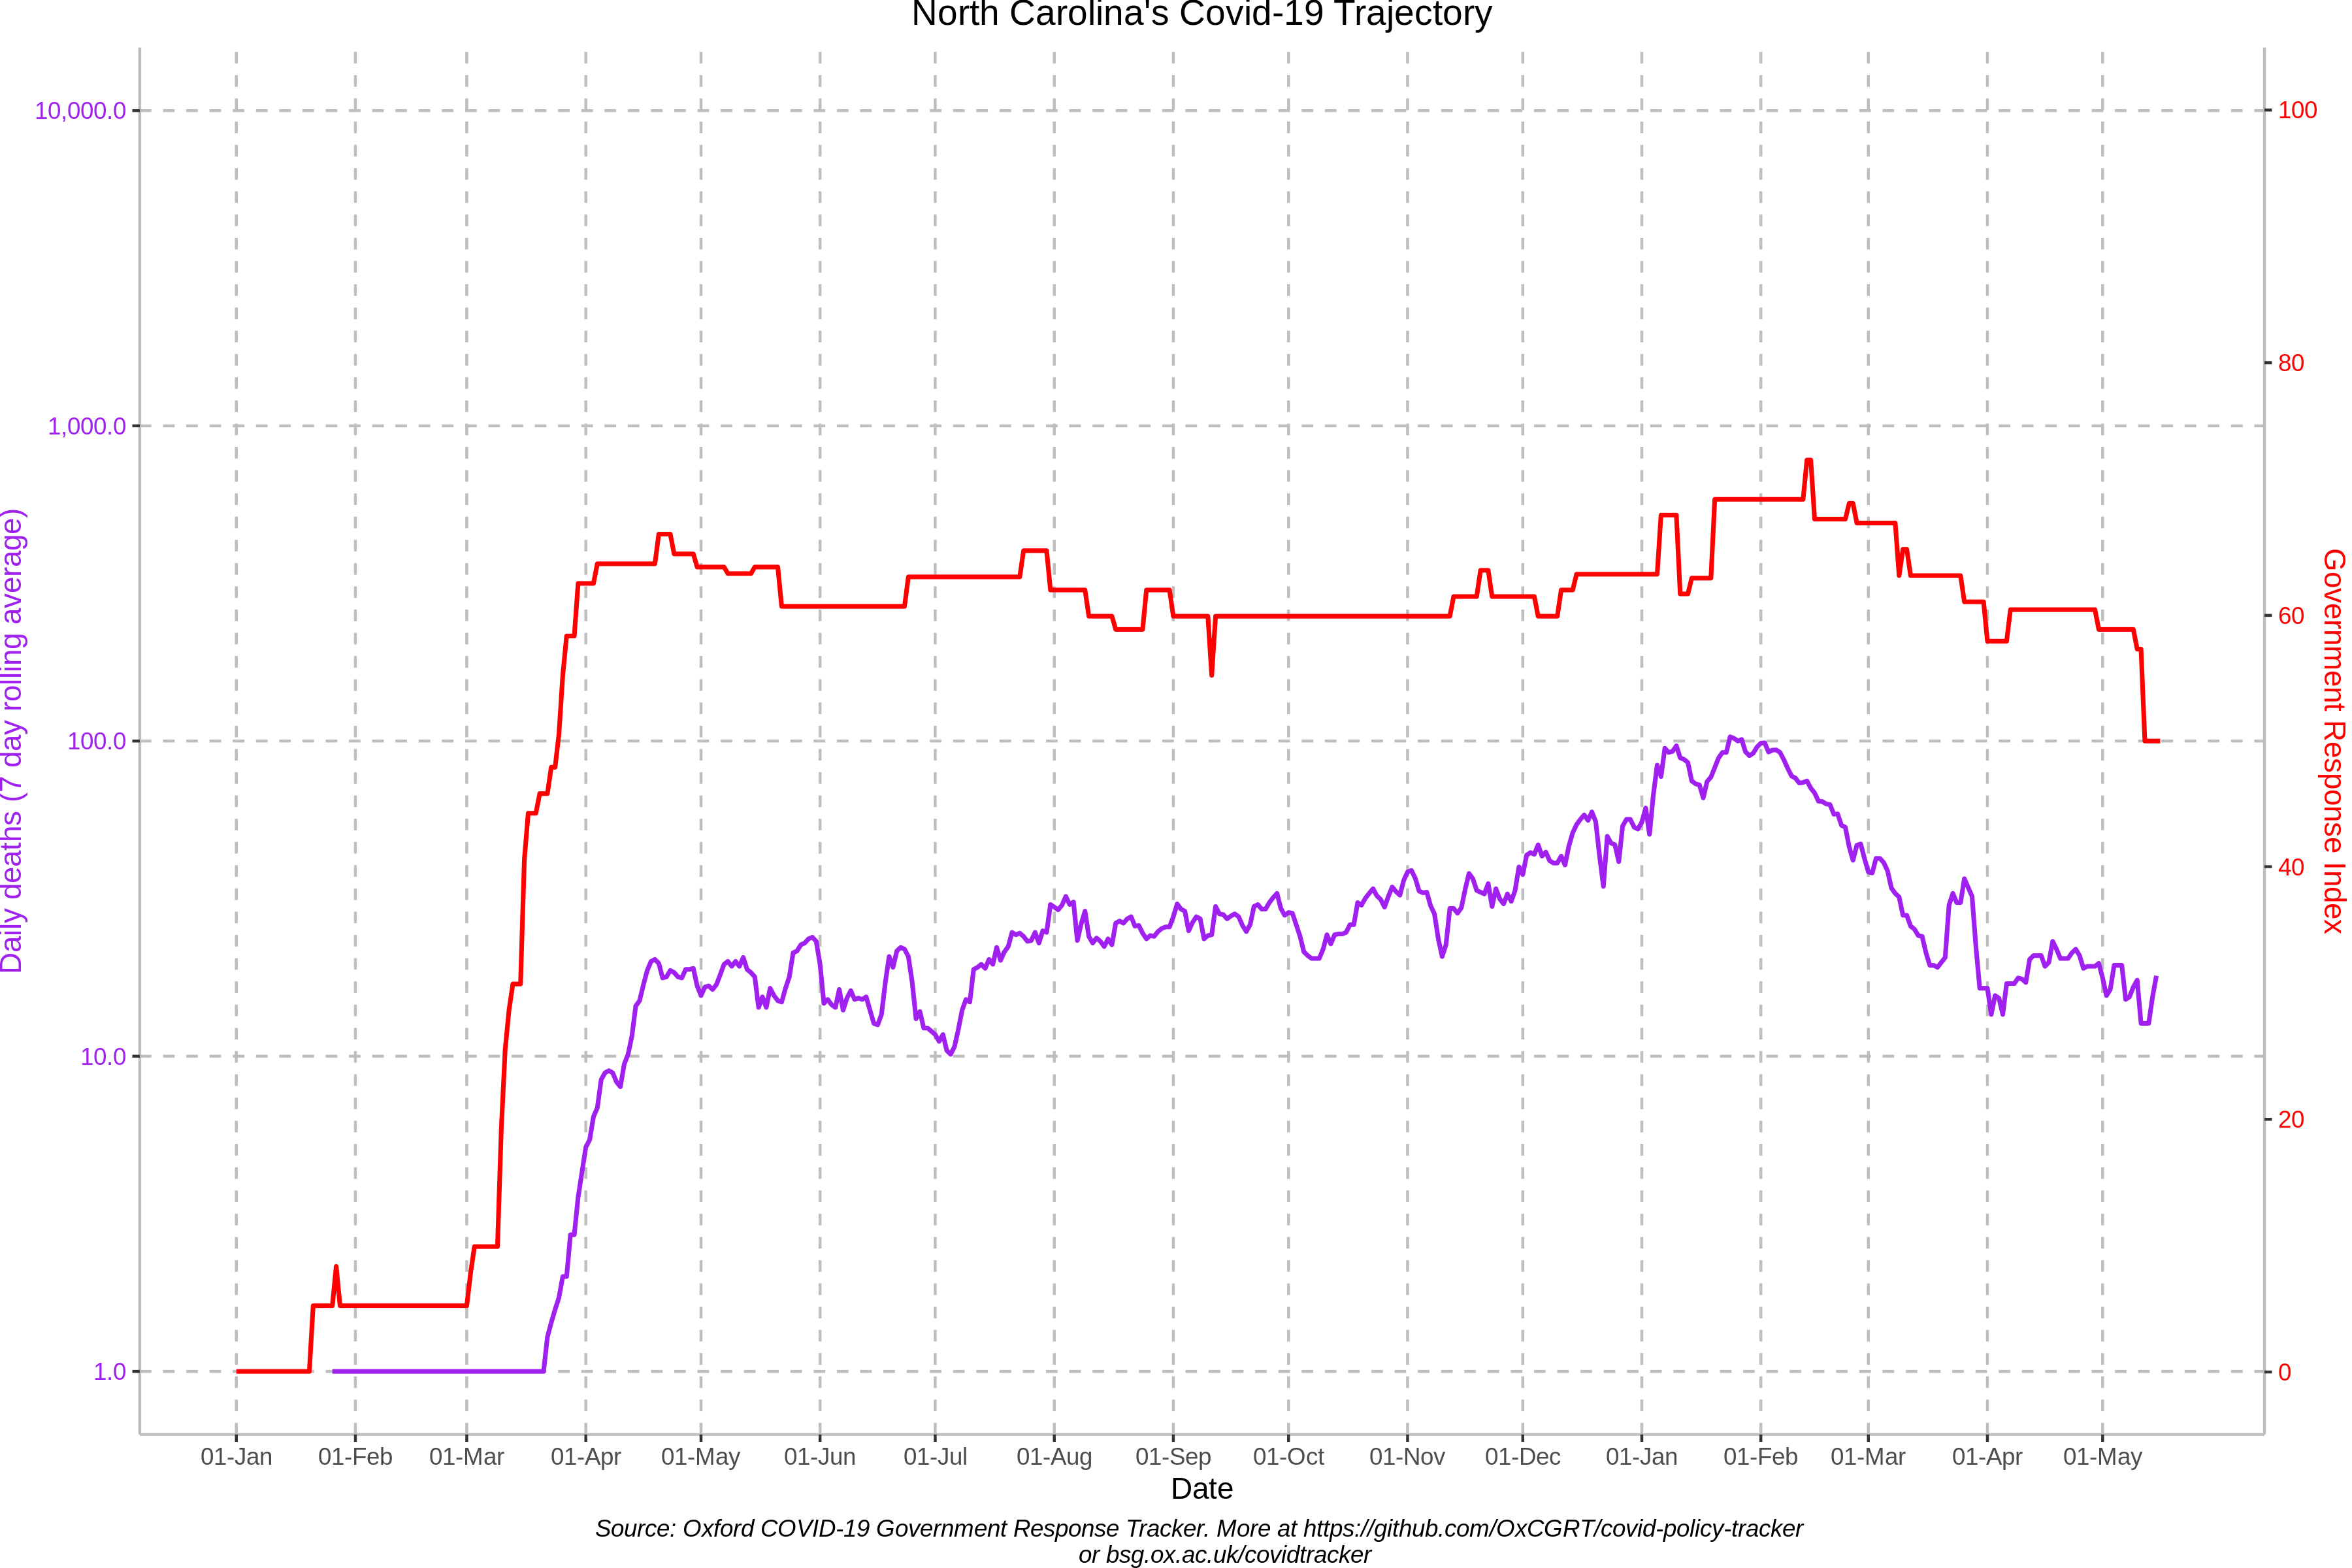 North Carolina's Covid-19 Trajectory
Daily deaths (7 day rolling average)
10,000.0
1,000.0
100.0
10.0
1.0
100
80
60
40
20
0
Government Response Index
01-Jan 01-Feb 01-Mar 01-Apr 01-May 01-Jun 01-Jul 01-Aug 01-Sep 01-Oct 01-Nov 01-Dec 01-Jan 01-Feb 01-Mar 01-Apr 01-May
Date
Source: Oxford COVID-19 Government Response Tracker. More at https://github.com/OxCGRT/covid-policy-tracker
or bsg.ox.ac.uk/covidtracker